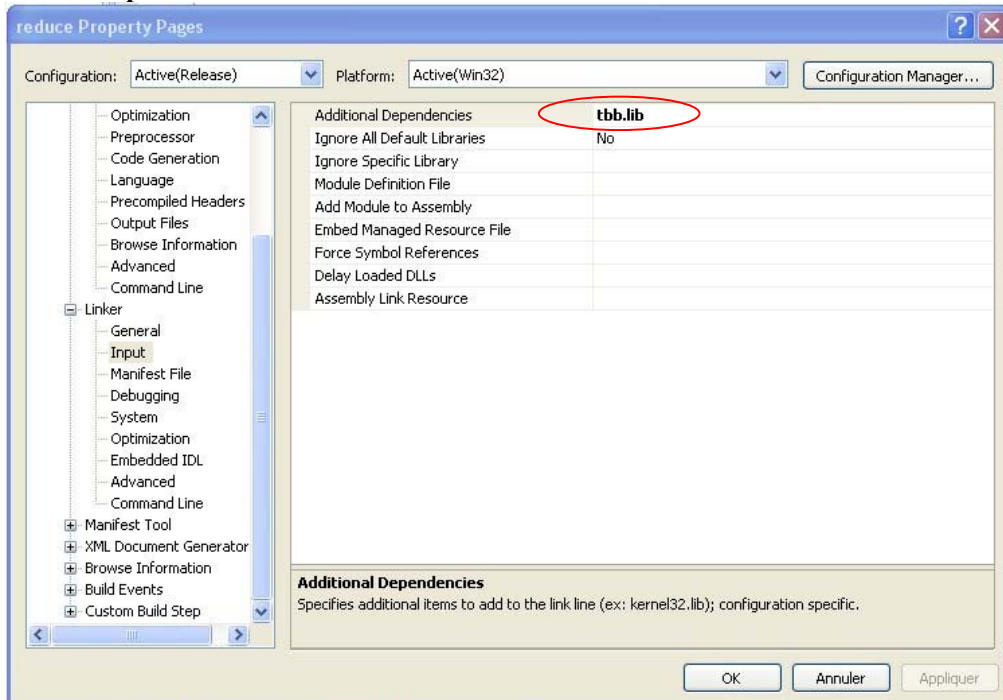 reduce Property Pages
Configuration: Active(Release) Platform: Active(Win32) Configuration Manager...
Optimization
Preprocessor
Code Generation
Language
Precompiled Headers
Output Files
Browse Information
Advanced
Command Line
Linker
General
Input
Manifest File
Debugging
System
Optimization
Embedded IDL
Advanced
Command Line
Manifest Tool
XML Document Generator
Browse Information
Build Events
Custom Build Step
Additional Dependencies tbb.lib
Ignore All Default Libraries No
Ignore Specific Library
Module Definition File
Add Module to Assembly
Embed Managed Resource File
Force Symbol References
Delay Loaded DLLs
Assembly Link Resource
Additional Dependencies
Specifies additional items to add to the link line (ex: kernel32.lib); configuration specific.
OK Annuler Appliquer